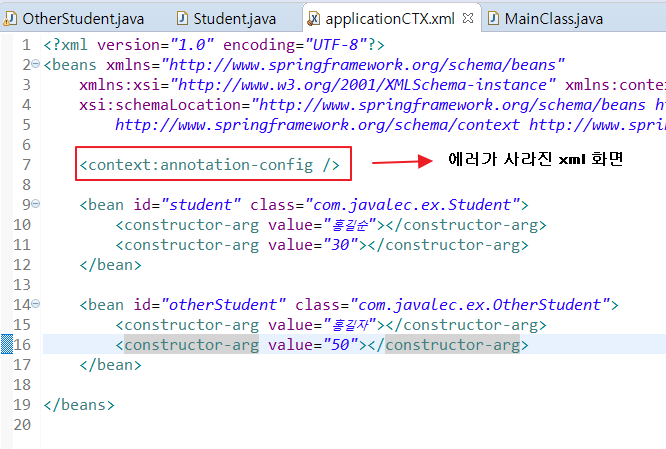 OtherStudent.java Student.java applicationCTX.xml MainClass.java
1 <?xml version="1.0" encoding="UTF-8"?>
2 <beans xmlns="http://www.springframework.org/schema/beans"
3 xmlns:xsi="http://www.w3.org/2001/XMLSchema-instance" xmlns:contex
4 xsi:schemaLocation="http://www.springframework.org/schema/beans ht
5 http://www.springframework.org/schema/context http://www.spring
6
7 <context:annotation-config /> 에러가 사라진 xml 화면
8
9 <bean id="student" class="com.javalec.ex.Student">
10 <constructor-arg value="홍길순"></constructor-arg>
11 <constructor-arg value="30"></constructor-arg>
12 </bean>
13
14 <bean id="otherStudent" class="com.javalec.ex.OtherStudent">
15 <constructor-arg value="홍길자"></constructor-arg>
16 <constructor-arg value="50"></constructor-arg>
17 </bean>
18
19 </beans>
20